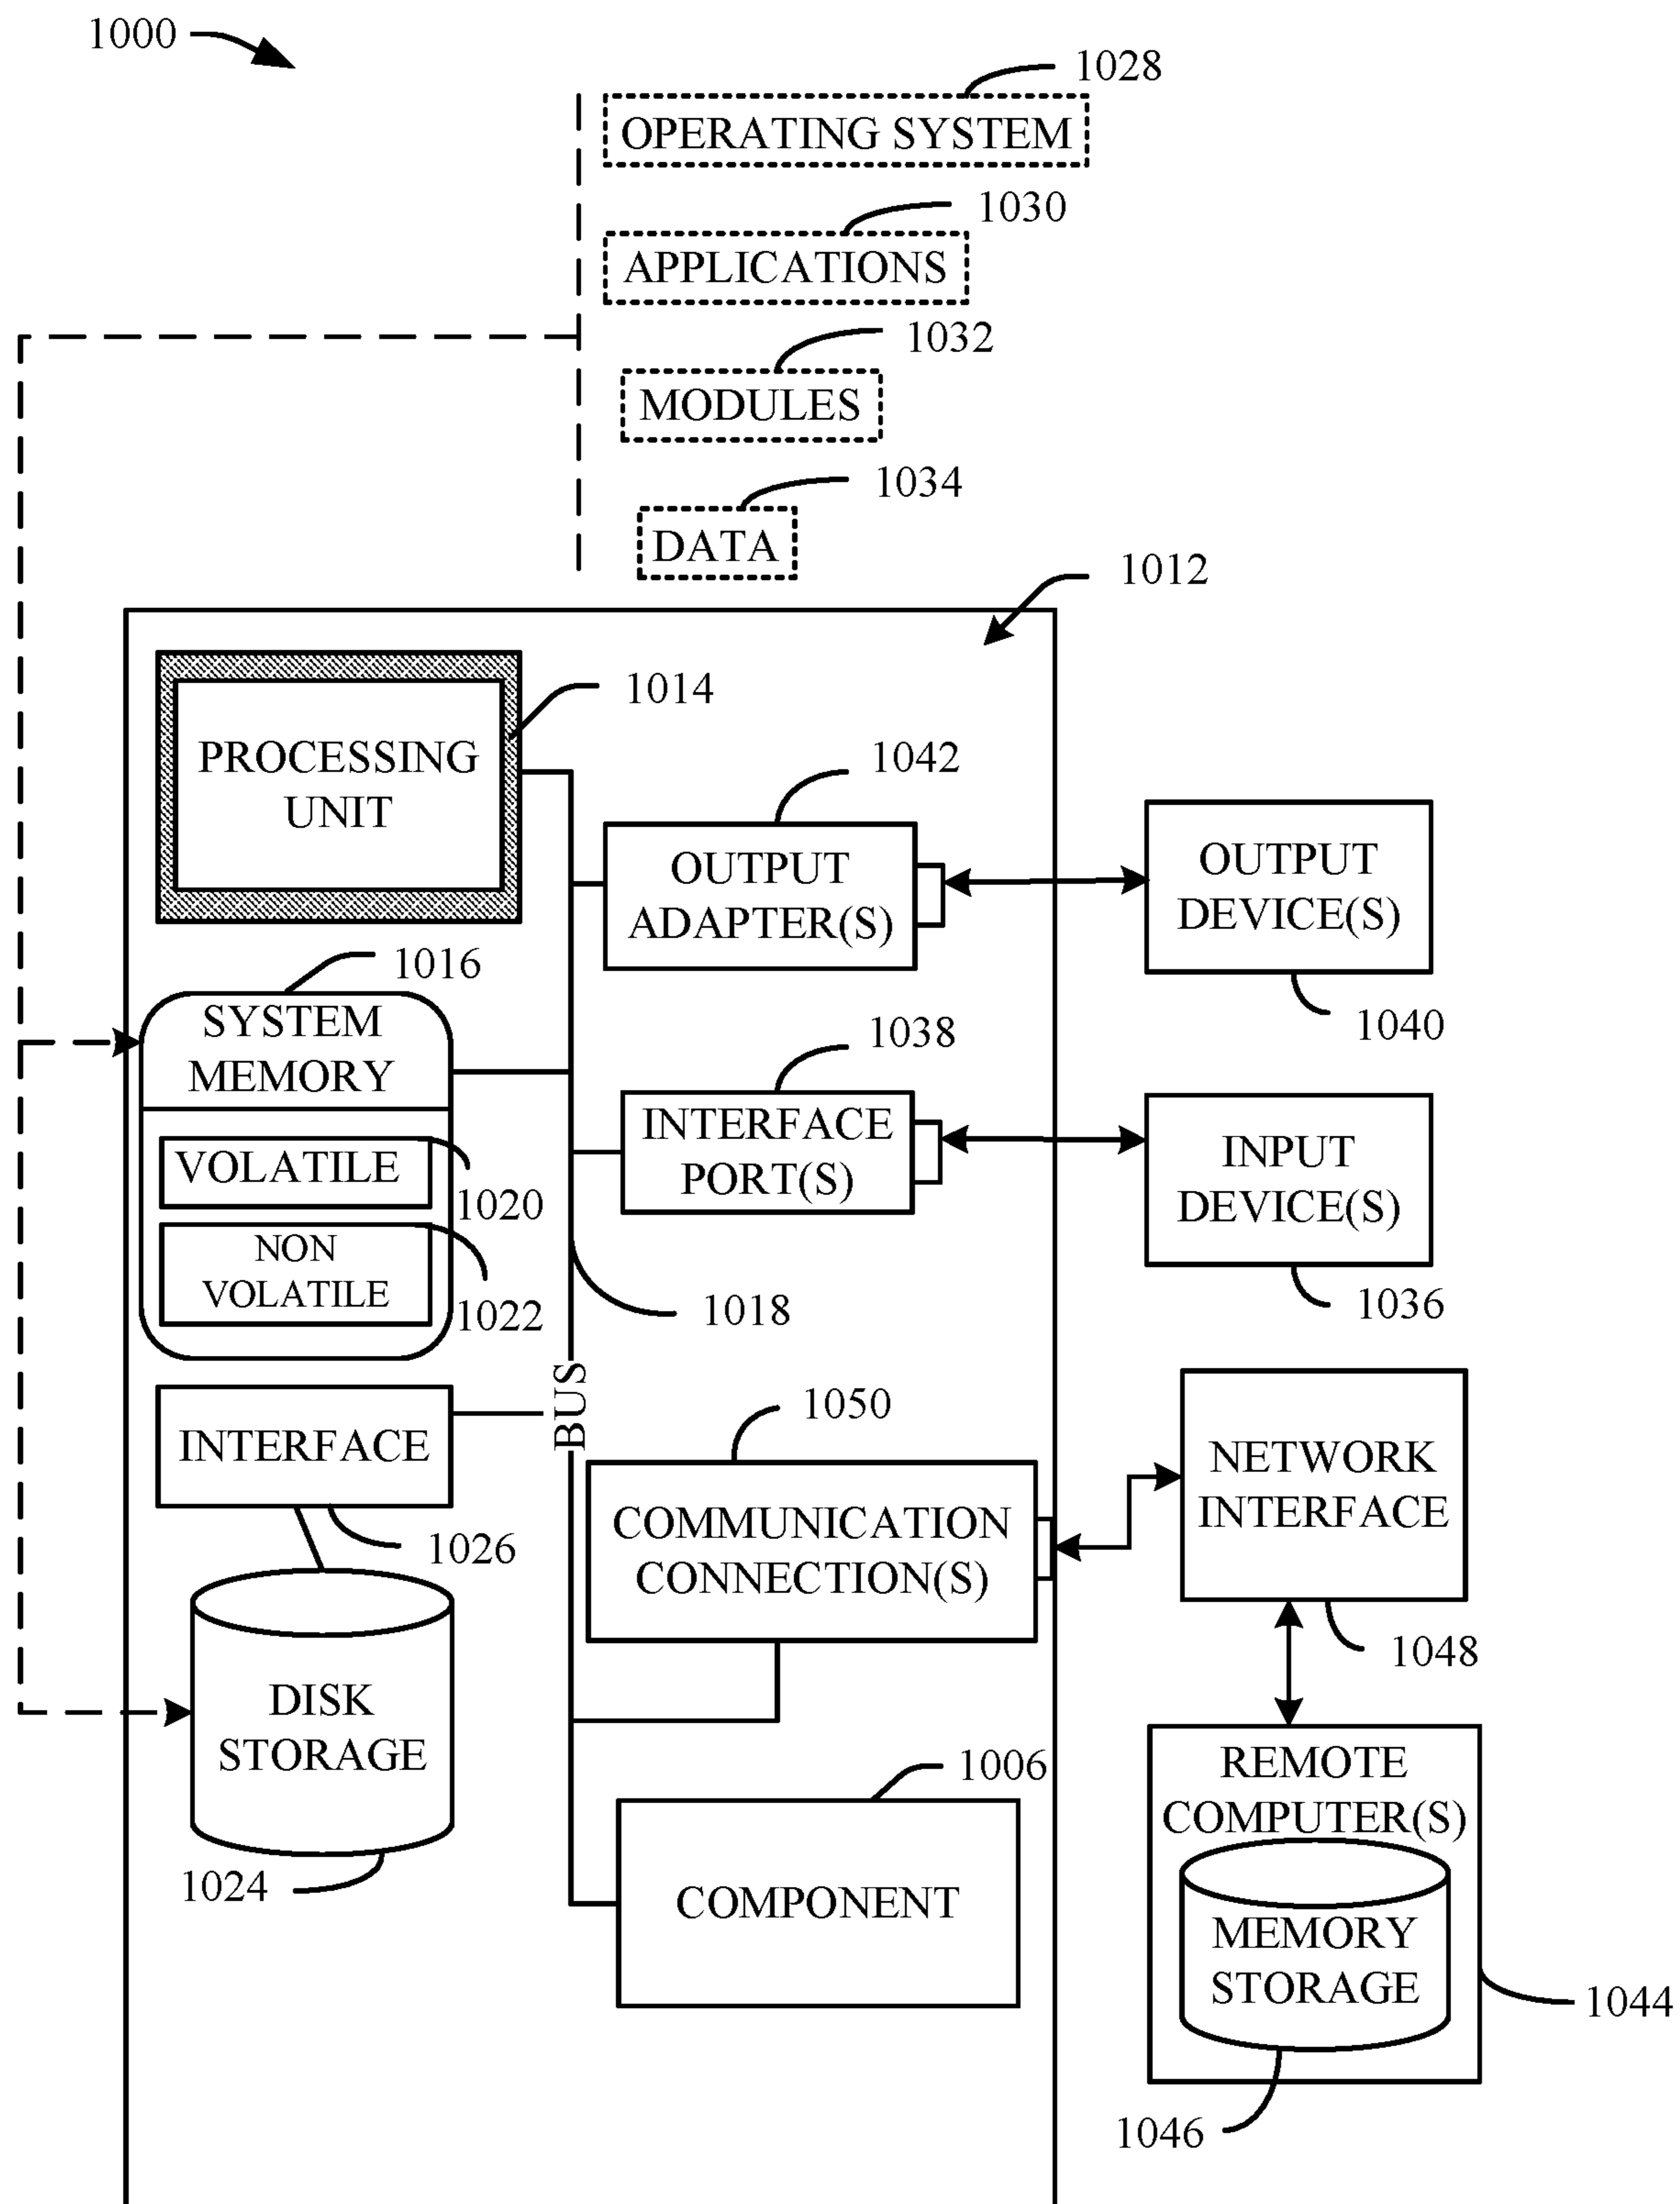 1000
1028
OPERATING SYSTEM
1030
APPLICATIONS
1032
MODULES
1034
DATA
1012
1014
PROCESSING
UNIT
1042
OUTPUT
ADAPTER(S)
OUTPUT
DEVICE(S)
1040
1016
SYSTEM
MEMORY
VOLATILE
1020
NON
VOLATILE
1022
1038
INTERFACE
PORT(S)
INPUT
DEVICE(S)
1036
1018
BUS
INTERFACE
1026
1050
COMMUNICATION
CONNECTION(S)
NETWORK
INTERFACE
1048
DISK
STORAGE
1024
1006
COMPONENT
REMOTE
COMPUTER(S)
MEMORY
STORAGE
1044
1046